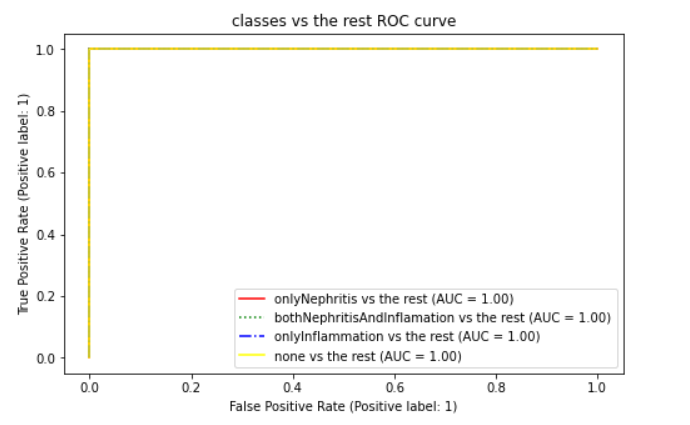 classes vs the rest ROC curve
1.0
0.8
0.6
0.4
0.2
0.0
True Positive Rate (Positive label: 1)
onlyNephritis vs the rest (AUC = 1.00)
bothNephritisAndInflamation vs the rest (AUC = 1.00)
onlyInflammation vs the rest (AUC = 1.00)
none vs the rest (AUC = 1.00)
0.0 0.2 0.4 0.6 0.8 1.0
False Positive Rate (Positive label: 1)